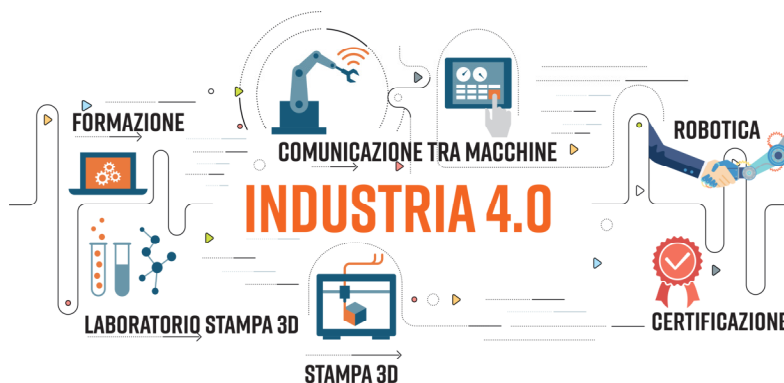 FORMAZIONE
COMUNICAZIONE TRA MACCHINE
ROBOTICA
INDUSTRIA 4.0
LABORATORIO STAMPA 3D
CERTIFICAZIONE
STAMPA 3D